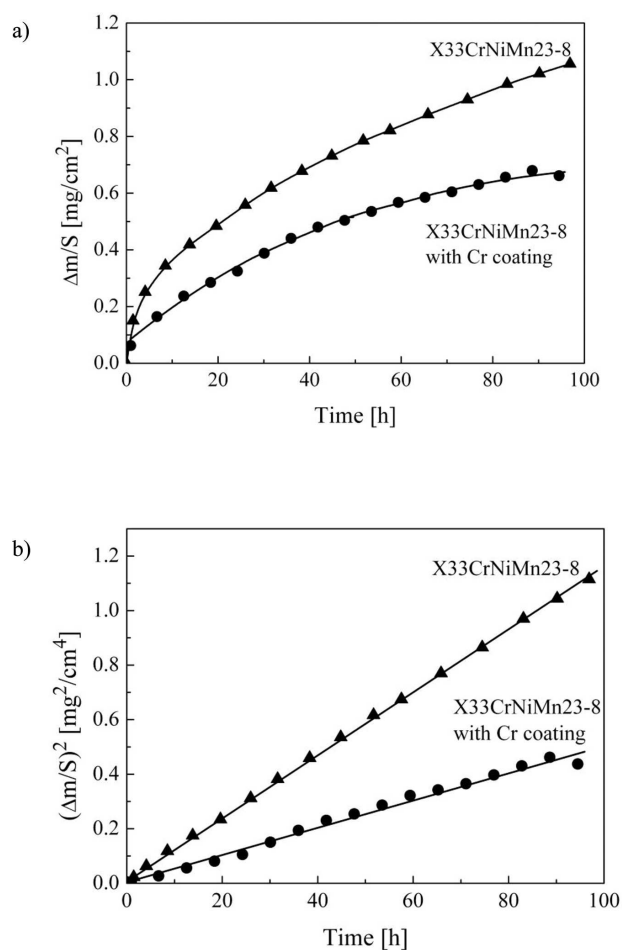 a)
X33CrNiMn23-8
1.2
1.0
0.8
0.6
0.4
0.2
0.0
Δm/S [mg/cm²]
X33CrNiMn23-8
with Cr coating
0 20 40 60 80 100
Time [h]
b)
X33CrNiMn23-8
1.2
1.0
0.8
0.6
0.4
0.2
0.0
(Δm/S)² [mg²/cm⁴]
X33CrNiMn23-8
with Cr coating
0 20 40 60 80 100
Time [h]